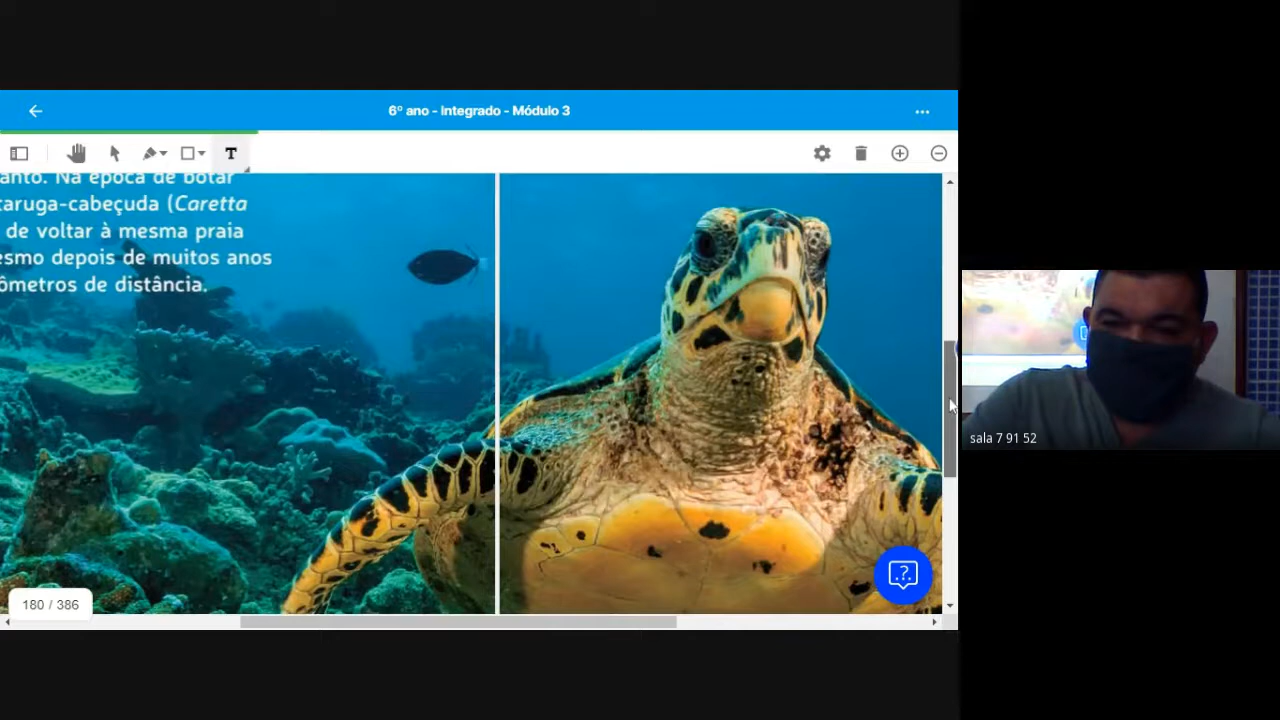 6º ano - Integrado - Módulo 3
T
anto. Na época de botar
taruga-cabeçuda (Caretta
de voltar à mesma praia
esmo depois de muitos anos
ômetros de distância.
sala 7 91 52
180 / 386